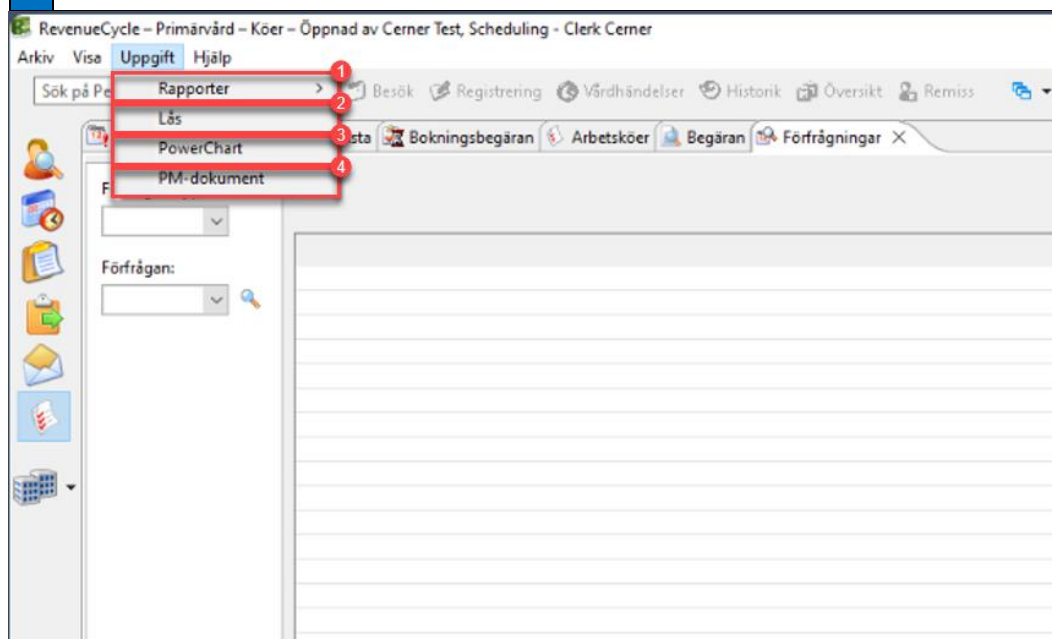 RevenueCycle – Primärvård – Köer – Öppnad av Cerner Test, Scheduling - Clerk Cerner
Arkiv Visa Uppgift Hjälp
Sök på Pe Besök Registrering Vårdhändelser Historik Översikt Remiss
1
Rapporter >
2
Lås
Bokningsbegäran Arbetsköer Begäran Förfrågningar
3
PowerChart
4
PM-dokument
Förfrågan: